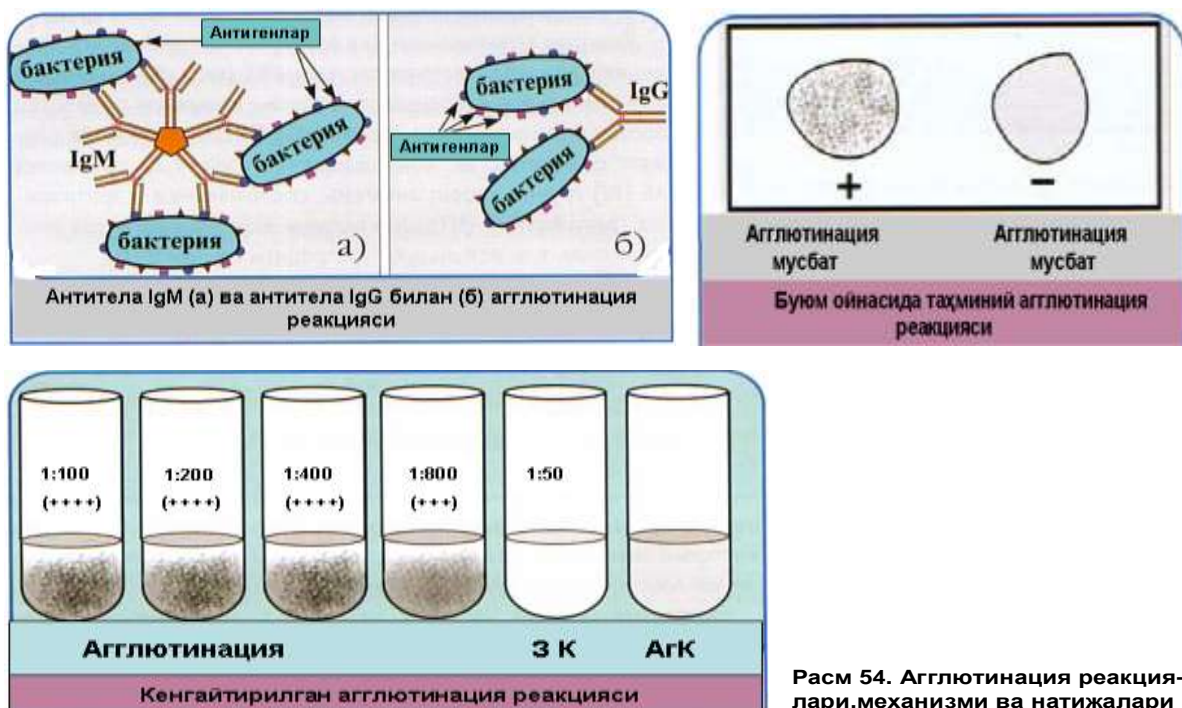 Антигенлар
бактерия
IgM
бактерия
бактерия
а)
бактерия
IgG
Антигенлар
бактерия
б)
Антитела IgM (а) ва антитела IgG билан (б) агглютинация
реакцияси
+
−
Агглютинация
мусбат
Агглютинация
мусбат
Буюм ойнасида таҳминий агглютинация
реакцияси
1:100
(++++)
1:200
(++++)
1:400
(++++)
1:800
(+++)
1:50
Агглютинация
З К
АгК
Кенгайтирилган агглютинация реакцияси
Расм 54. Агглютинация реакция-
лари,механизми ва натижалари